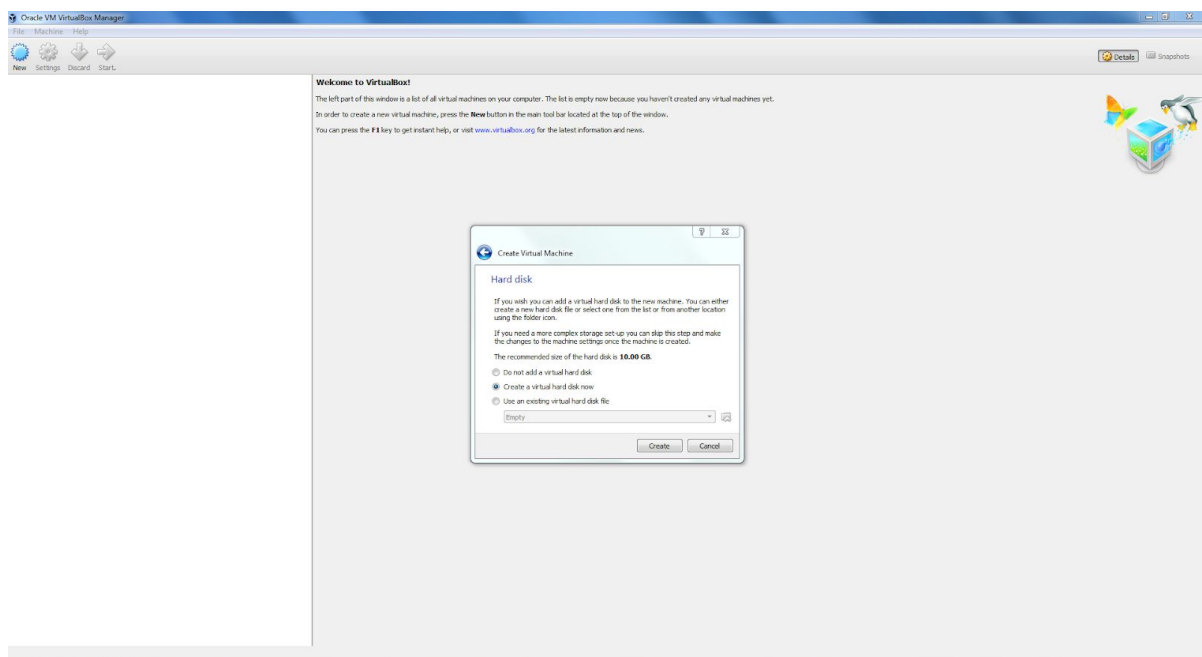 Oracle VM VirtualBox Manager
File Machine Help
New Settings Discard Start
Details Snapshots
Welcome to VirtualBox!
The left part of this window is a list of all virtual machines on your computer. The list is empty now because you haven't created any virtual machines yet.
In order to create a new virtual machine, press the New button in the main tool bar located at the top of the window.
You can press the F1 key to get instant help, or visit www.virtualbox.org for the latest information and news.
Create Virtual Machine
Hard disk
If you wish you can add a virtual hard disk to the new machine. You can either
create a new hard disk file or select one from the list or from another location
using the folder icon.
If you need a more complex storage set-up you can skip this step and make
the changes to the machine settings once the machine is created.
The recommended size of the hard disk is 10.00 GB.
Do not add a virtual hard disk
Create a virtual hard disk now
Use an existing virtual hard disk file
Empty
Create Cancel